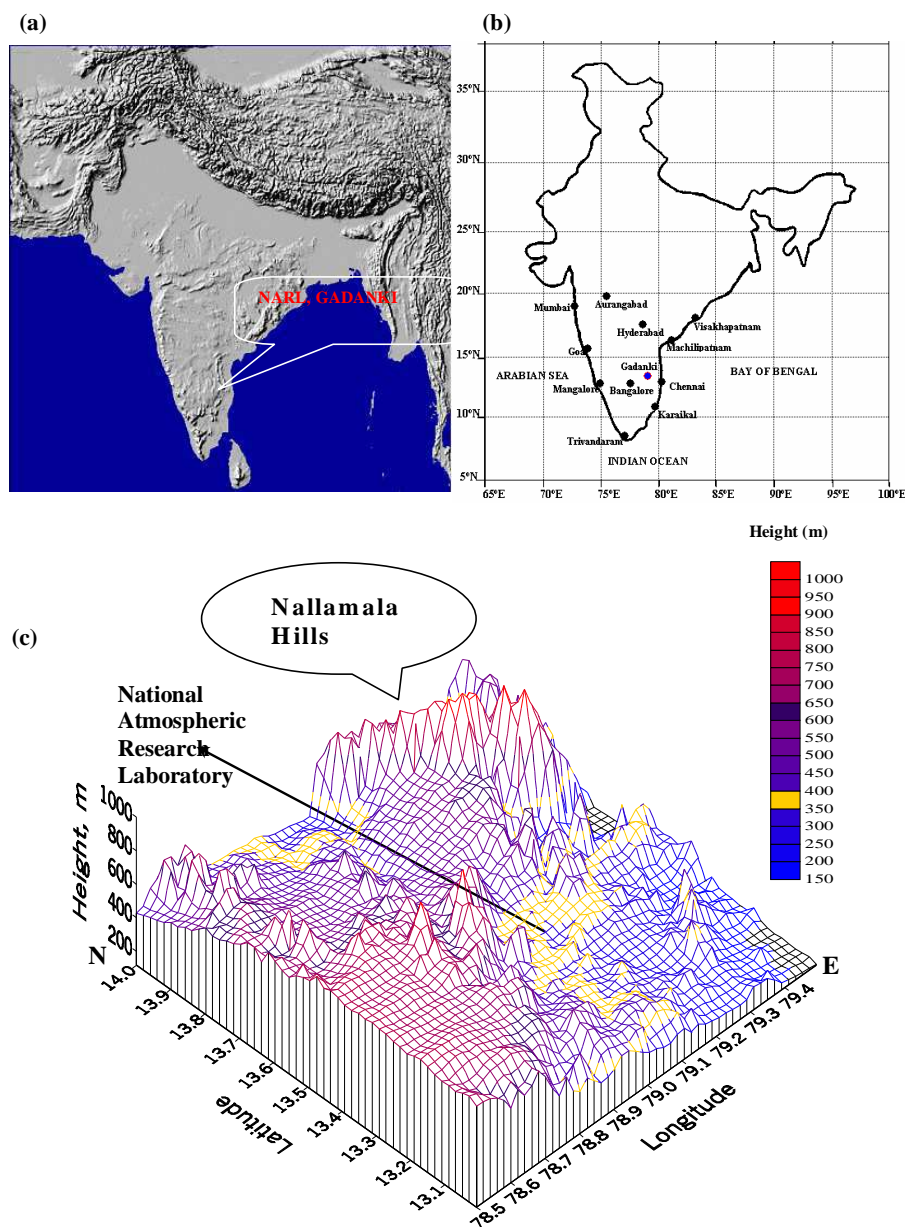 (a)
NARL, GADANKI
(b)
35°N
30°N
25°N
20°N
15°N
10°N
5°N
65°E 70°E 75°E 80°E 85°E 90°E 95°E 100°E
Mumbai
Aurangabad
Hyderabad
Visakhapatnam
Machilipatnam
Goa
Gadanki
ARABIAN SEA
BAY OF BENGAL
Mangalore
Bangalore
Chennai
Karaikal
Trivandaram
INDIAN OCEAN
Height (m)
1000
950
900
850
800
750
700
650
600
550
500
450
400
350
300
250
200
150
(c)
Nallamala
Hills
National
Atmospheric
Research
Laboratory
Height, m
1000
800
600
400
200
N
E
14.0
13.9
13.8
13.7
13.6
13.5
13.4
13.3
13.2
13.1
Latitude
78.5
78.6
78.7
78.8
78.9
79.0
79.1
79.2
79.3
79.4
Longitude